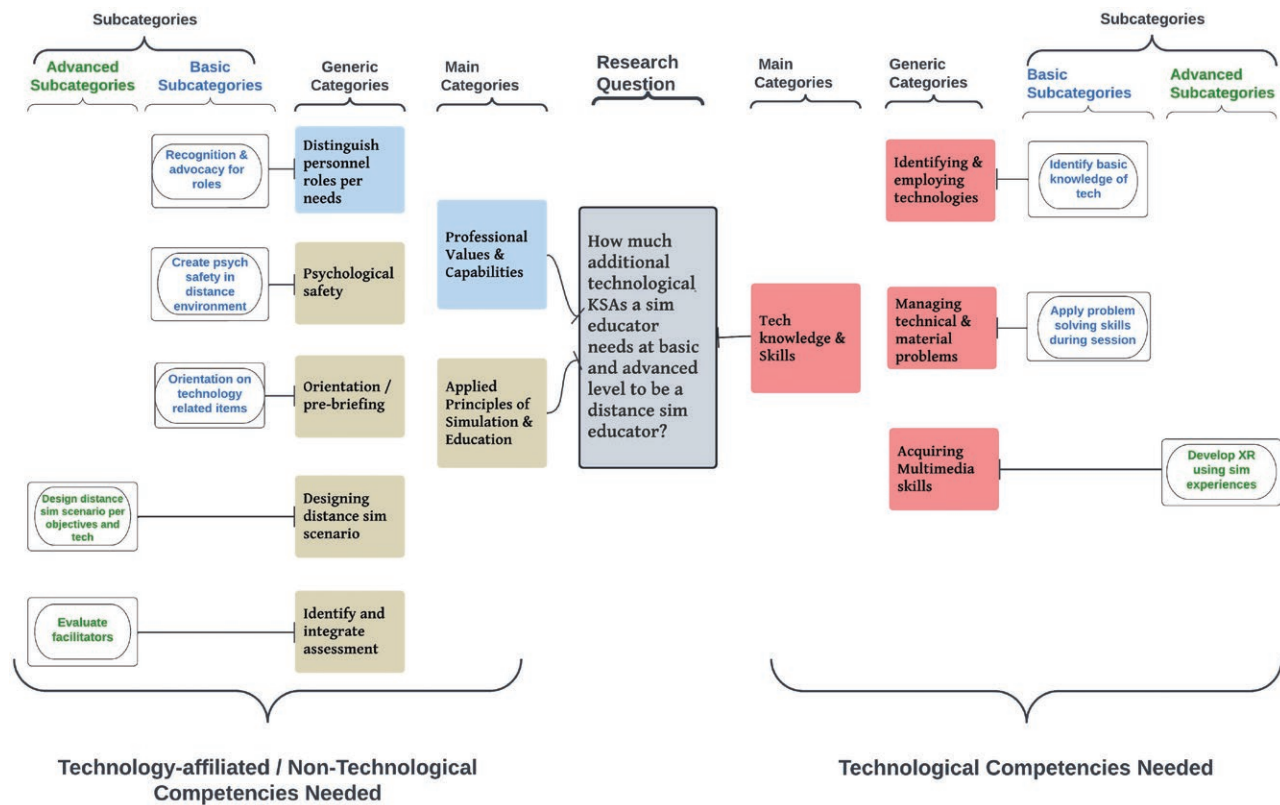 Subcategories
Advanced
Subcategories
Basic
Subcategories
Generic
Categories
Main
Categories
Research
Question
Main
Categories
Generic
Categories
Subcategories
Basic
Subcategories
Advanced
Subcategories
Recognition &
advocacy for
roles
Distinguish
personnel
roles per
needs
Create psych
safety in
distance
environment
Psychological
safety
Orientation on
technology
related items
Orientation /
pre-briefing
Design distance
sim scenario per
objectives and
tech
Designing
distance sim
scenario
Evaluate
facilitators
Identify and
integrate
assessment
Professional
Values &
Capabilities
Applied
Principles of
Simulation &
Education
How much
additional
technological
KSAs a sim
educator
needs at basic
and advanced
level to be a
distance sim
educator?
Tech
knowledge &
Skills
Identifying &
employing
technologies
Identify basic
knowledge of
tech
Managing
technical &
material
problems
Apply problem
solving skills
during session
Acquiring
Multimedia
skills
Develop XR
using sim
experiences
Technology-affiliated / Non-Technological
Competencies Needed
Technological Competencies Needed